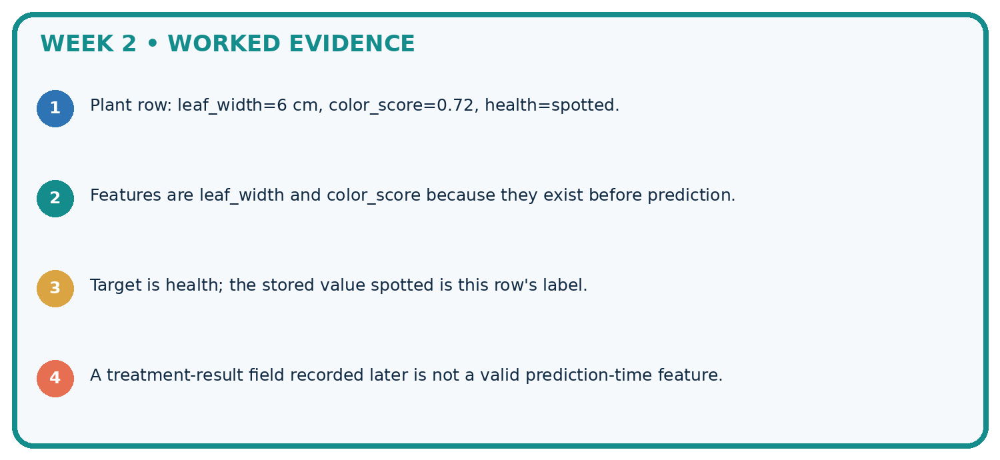 WEEK 2 • WORKED EVIDENCE
1 Plant row: leaf_width=6 cm, color_score=0.72, health=spotted.
2 Features are leaf_width and color_score because they exist before prediction.
3 Target is health; the stored value spotted is this row's label.
4 A treatment-result field recorded later is not a valid prediction-time feature.